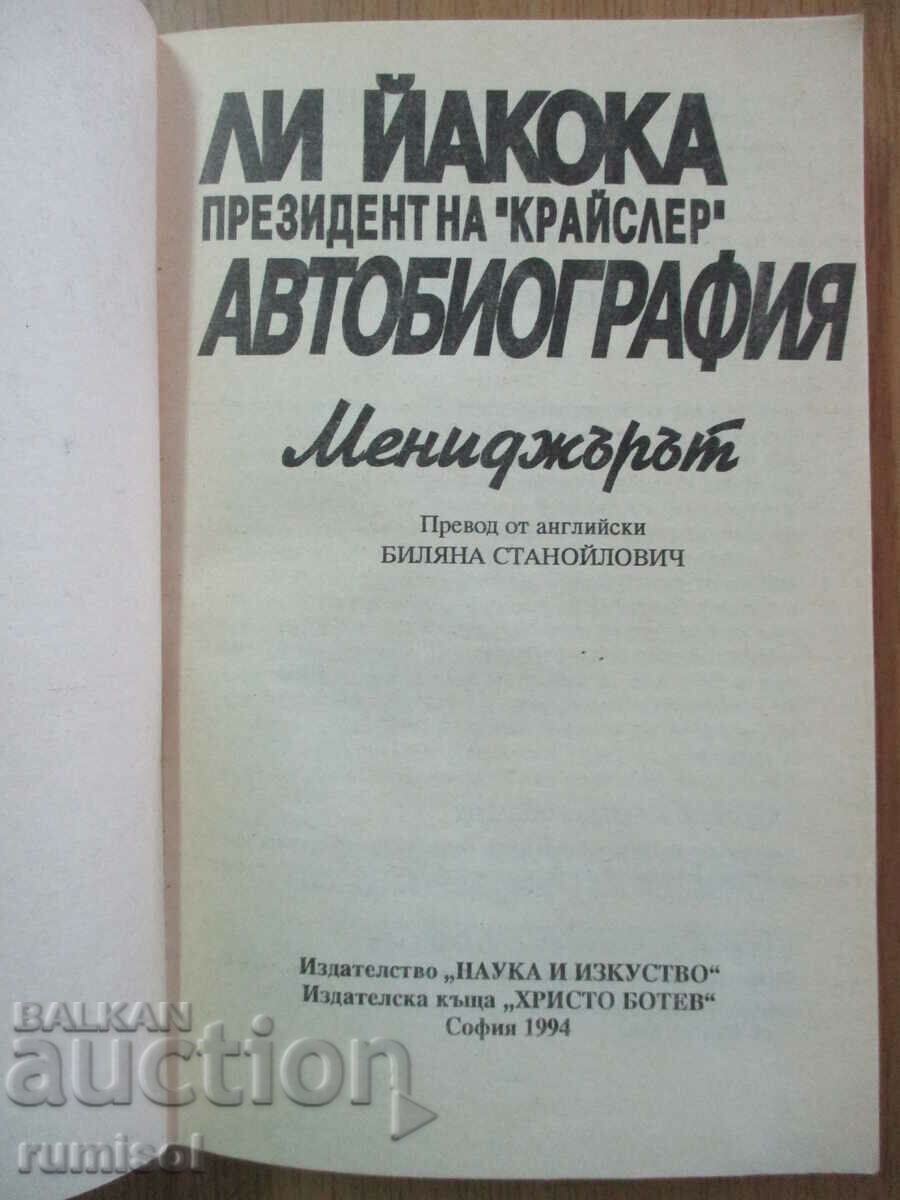 ЛИ ЙАКОКА
ПРЕЗИДЕНТ НА "КРАЙСЛЕР"
АВТОБИОГРАФИЯ
Мениджърът
Превод от английски
БИЛЯНА СТАНОЙЛОВИЧ
Издателство „НАУКА И ИЗКУСТВО“
Издателска къща „ХРИСТО БОТЕВ“
София 1994
BALKAN
auction
rumisol